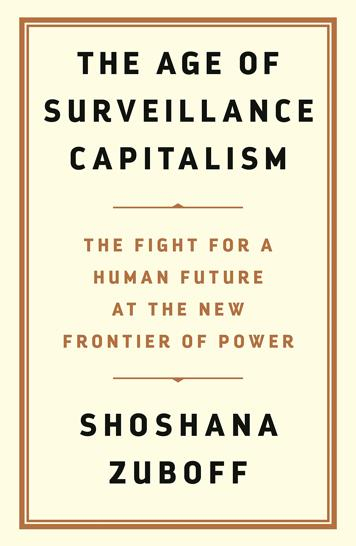 THE AGE OF
SURVEILLANCE
CAPITALISM
THE FIGHT FOR A
HUMAN FUTURE
AT THE NEW
FRONTIER OF POWER
SHOSHANA
ZUBOFF